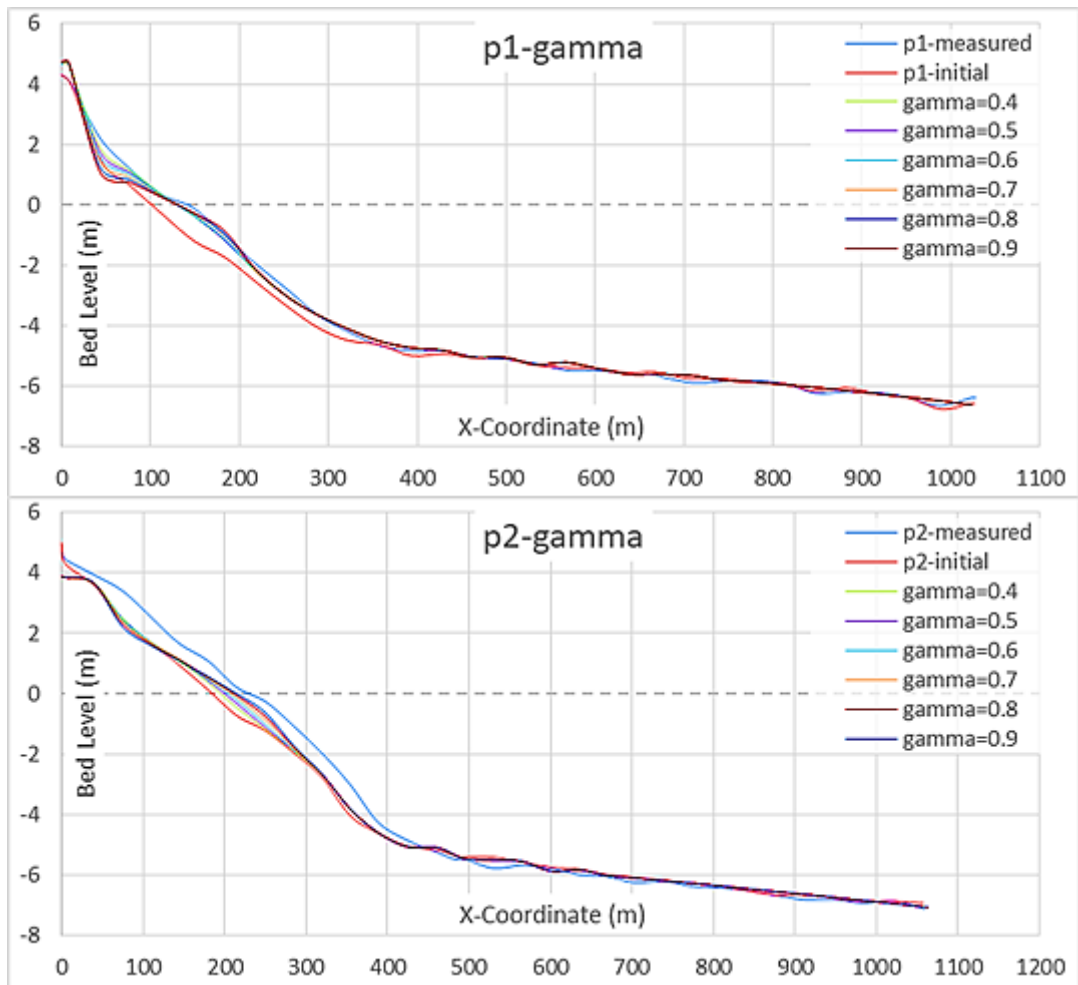 p1-gamma
6
4
2
0
-2
-4
-6
-8
Bed Level (m)
p1-measured
p1-initial
gamma=0.4
gamma=0.5
gamma=0.6
gamma=0.7
gamma=0.8
gamma=0.9
X-Coordinate (m)
0 100 200 300 400 500 600 700 800 900 1000 1100
p2-gamma
6
4
2
0
-2
-4
-6
-8
Bed Level (m)
p2-measured
p2-initial
gamma=0.4
gamma=0.5
gamma=0.6
gamma=0.7
gamma=0.8
gamma=0.9
X-Coordinate (m)
0 100 200 300 400 500 600 700 800 900 1000 1100 1200